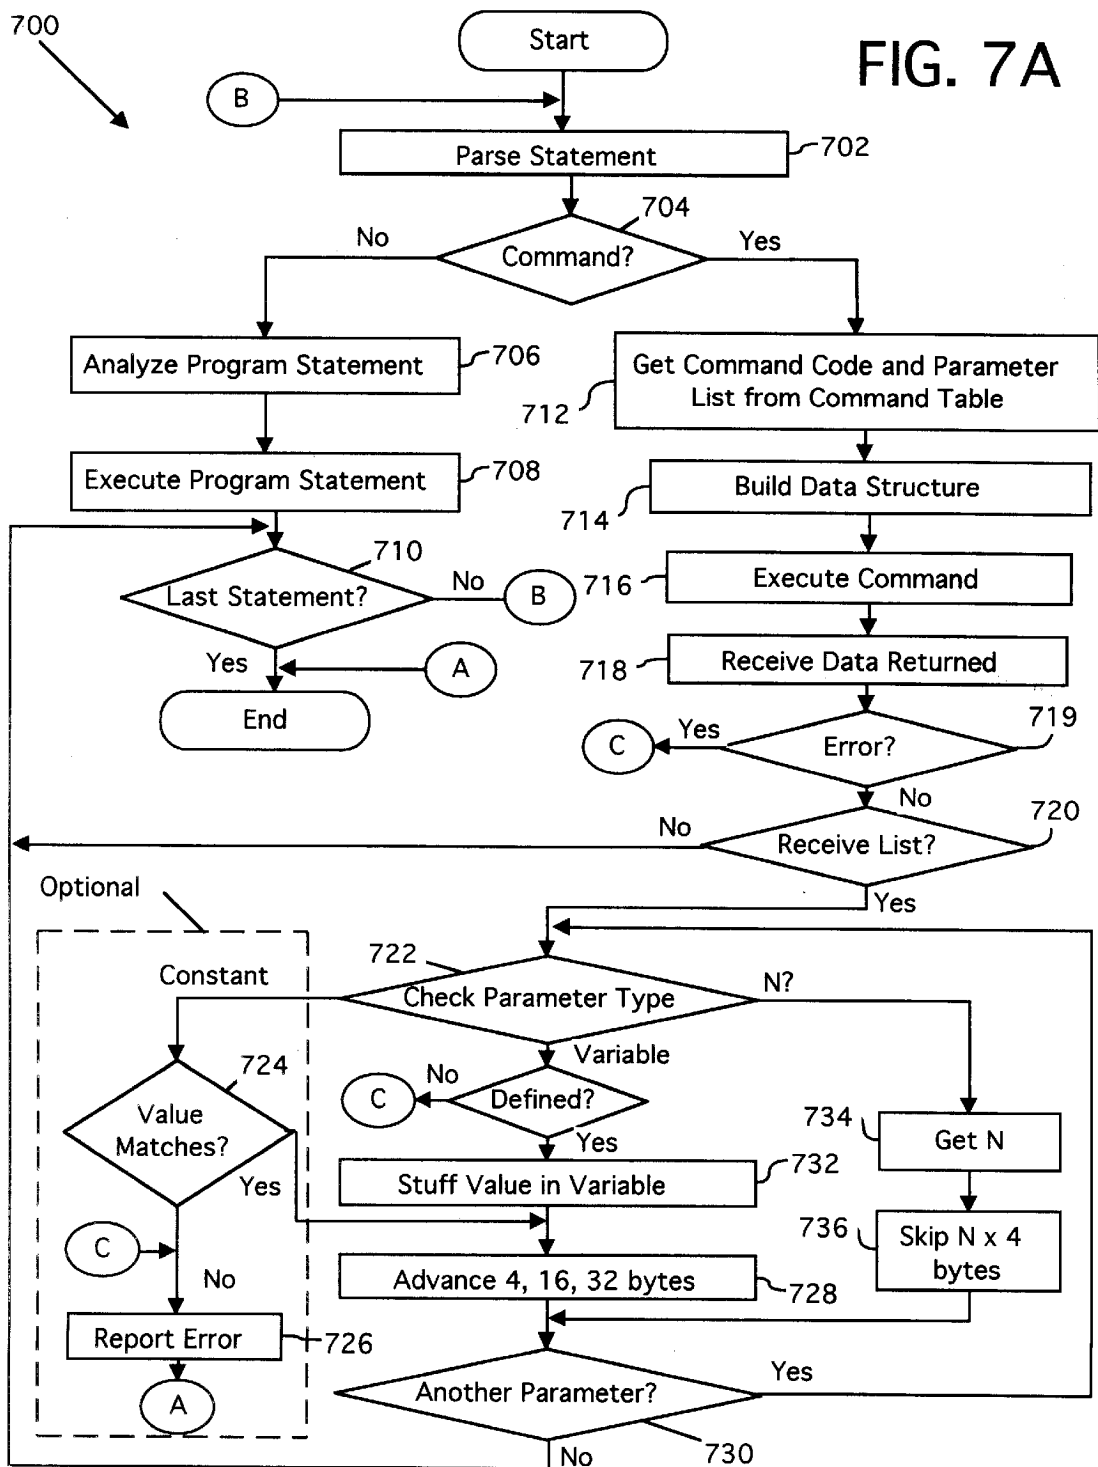 700
Start
FIG. 7A
B
Parse Statement
702
704
No
Command?
Yes
Analyze Program Statement
706
Get Command Code and Parameter
List from Command Table
712
Execute Program Statement
708
Build Data Structure
714
710
Last Statement?
No
B
Execute Command
716
Yes
A
Receive Data Returned
718
End
C
Yes
Error?
719
No
No
Receive List?
720
Optional
Yes
722
Constant
Check Parameter Type
N?
Variable
724
Value
Matches?
C
No
Defined?
734
Get N
Yes
Yes
Stuff Value in Variable
732
C
736
Skip N x 4
bytes
No
Advance 4, 16, 32 bytes
728
Report Error
726
A
Another Parameter?
Yes
No
730